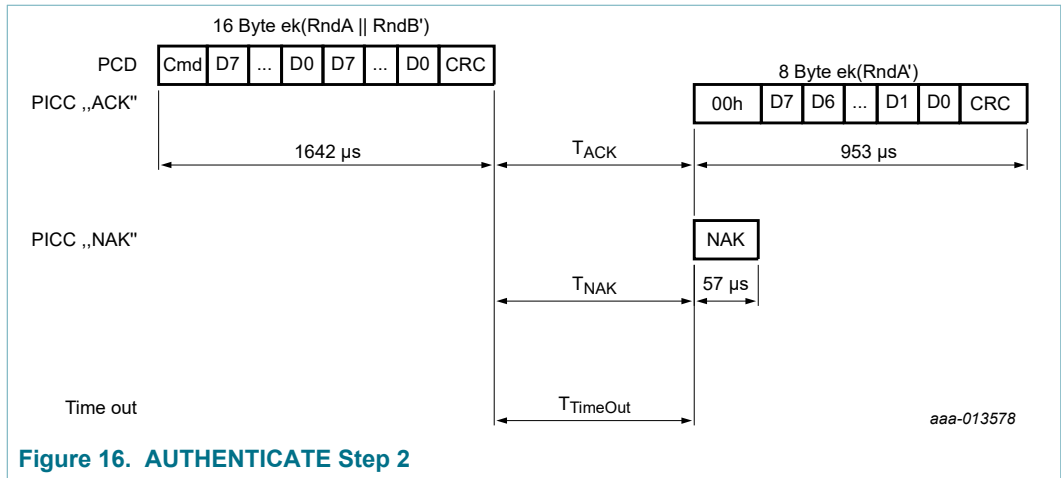 16 Byte ek(RndA || RndB')
PCD Cmd D7 ... D0 D7 ... D0 CRC
8 Byte ek(RndA')
PICC ,,ACK" 00h D7 D6 ... D1 D0 CRC
1642 µs TACK 953 µs
PICC ,,NAK" NAK
TNAK 57 µs
Time out TTimeOut aaa-013578
Figure 16. AUTHENTICATE Step 2